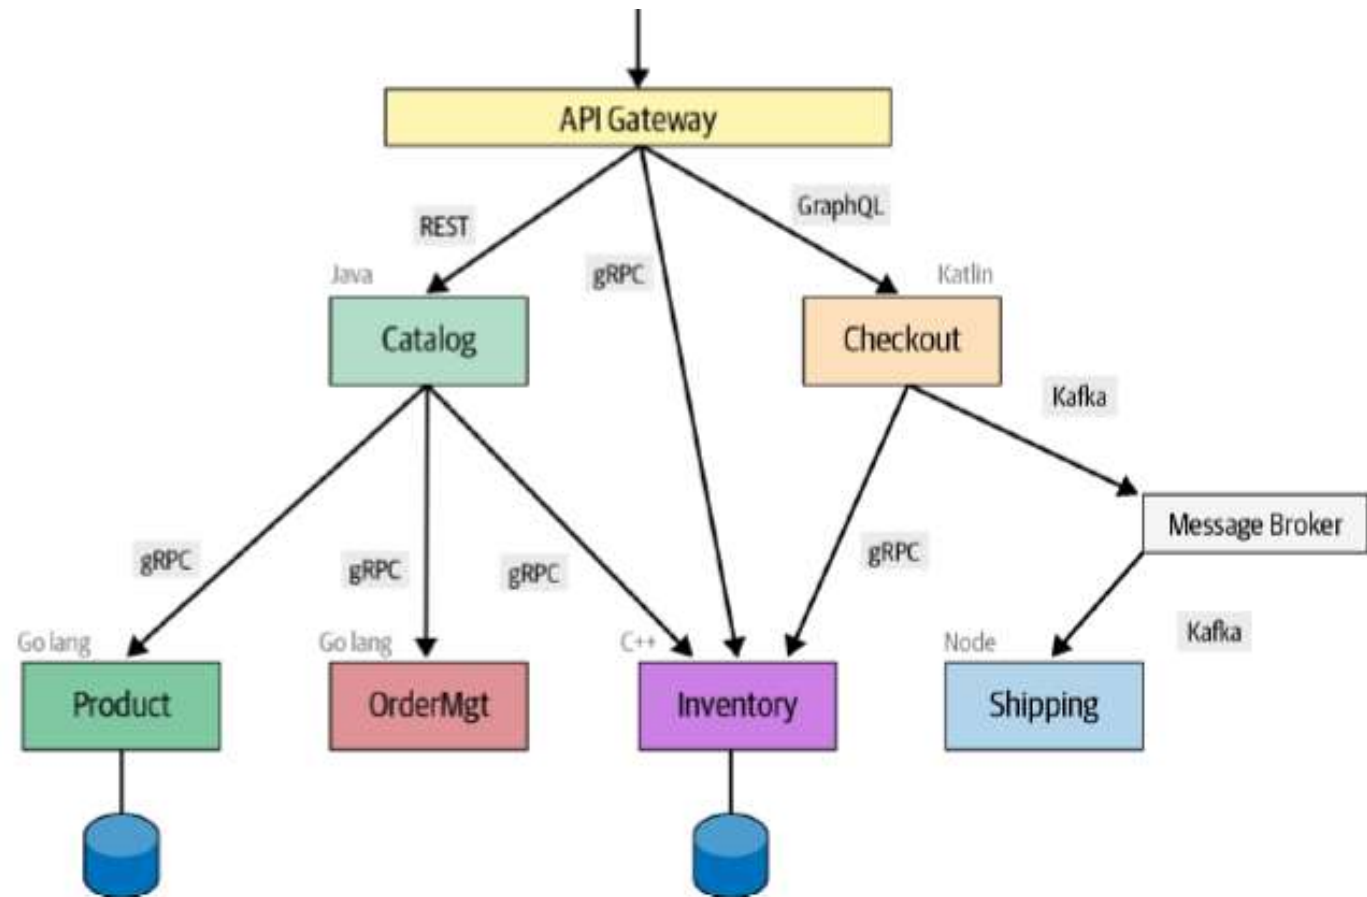 API Gateway
REST
GraphQL
gRPC
Java
Katlin
Catalog
Checkout
Kafka
Message Broker
gRPC
gRPC
gRPC
gRPC
Kafka
Go lang
Go lang
C++
Node
Product
OrderMgt
Inventory
Shipping